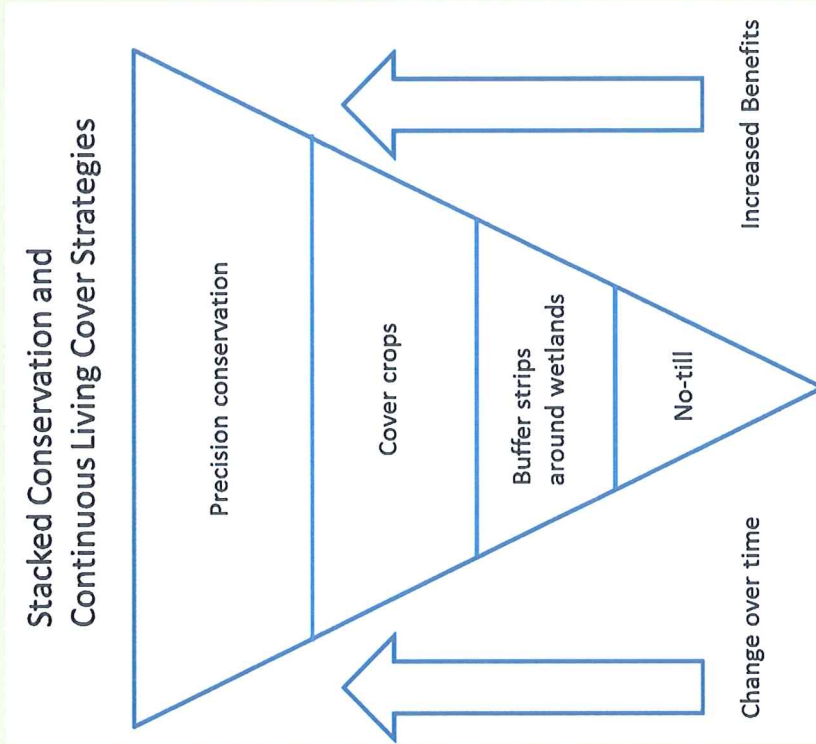 Stacked Conservation and
Continuous Living Cover Strategies
Precision conservation
Cover crops
Buffer strips
around wetlands
No-till
Change over time
Increased Benefits